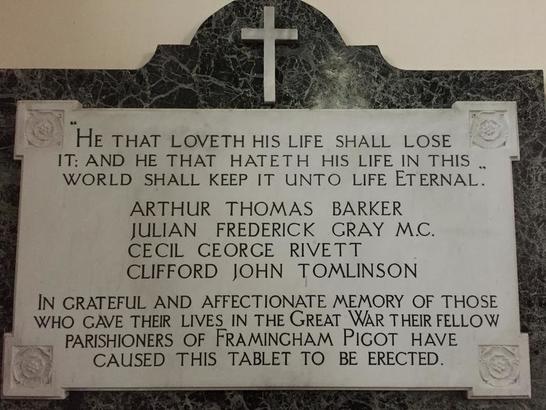 "HE THAT LOVETH HIS LIFE SHALL LOSE
IT: AND HE THAT HATETH HIS LIFE IN THIS
WORLD SHALL KEEP IT UNTO LIFE ETERNAL."
ARTHUR THOMAS BARKER
JULIAN FREDERICK GRAY M.C.
CECIL GEORGE RIVETT
CLIFFORD JOHN TOMLINSON
IN GRATEFUL AND AFFECTIONATE MEMORY OF THOSE
WHO GAVE THEIR LIVES IN THE GREAT WAR THEIR FELLOW
PARISHIONERS OF FRAMINGHAM PIGOT HAVE
CAUSED THIS TABLET TO BE ERECTED.